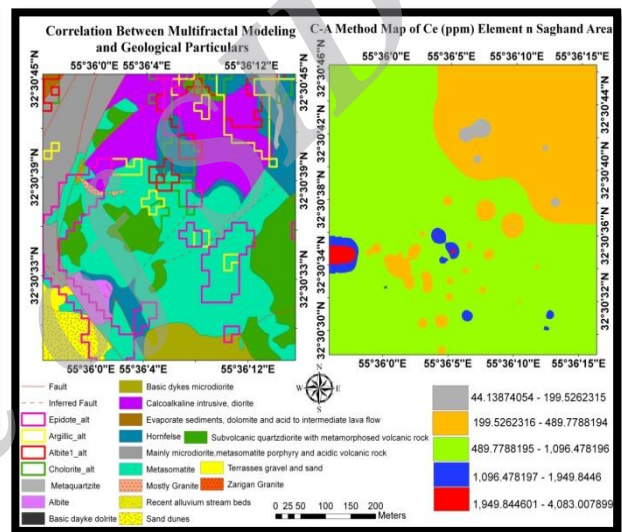 Correlation Between Multifractal Modeling
and Geological Particulars
55°36'0"E 55°36'4"E 55°36'12"E
32°30'45"N
32°30'39"N
32°30'33"N
32°30'45"N
32°30'39"N
32°30'33"N
55°36'0"E 55°36'4"E 55°36'12"E
C-A Method Map of Ce (ppm) Element n Saghand Area
55°36'0"E 55°36'5"E 55°36'10"E 55°36'15"E
32°30'46"N
32°30'42"N
32°30'38"N
32°30'34"N
32°30'30"N
32°30'44"N
32°30'40"N
32°30'36"N
32°30'32"N
55°36'0"E 55°36'5"E 55°36'10"E 55°36'15"E
Fault
Inferred Fault
Epidote_alt
Argillic_alt
Albite1_alt
Cholorite_alt
Metaquartzite
Albite
Basic dayke dolrite
Basic dykes microdiorite
Calcoalkaine intrusive, diorite
Evaporate sediments, dolomite and acid to intermediate lava flow
Hornfelse
Subvolcanic quartzdiorite with metamorphosed volcanic rock
Mainly microdiorite,metasomatite porphyry and acidic volcanic rock
Metasomatite
Terrasses gravel and sand
Mostly Granite
Zarigan Granite
Recent alluvium stream beds
Sand dunes
N
W
E
S
0 25 50 100 150 200
Meters
44.13874054 - 199.5262315
199.5262316 - 489.7788194
489.7788195 - 1,096.478196
1,096.478197 - 1,949.8446
1,949.844601 - 4,083.007899